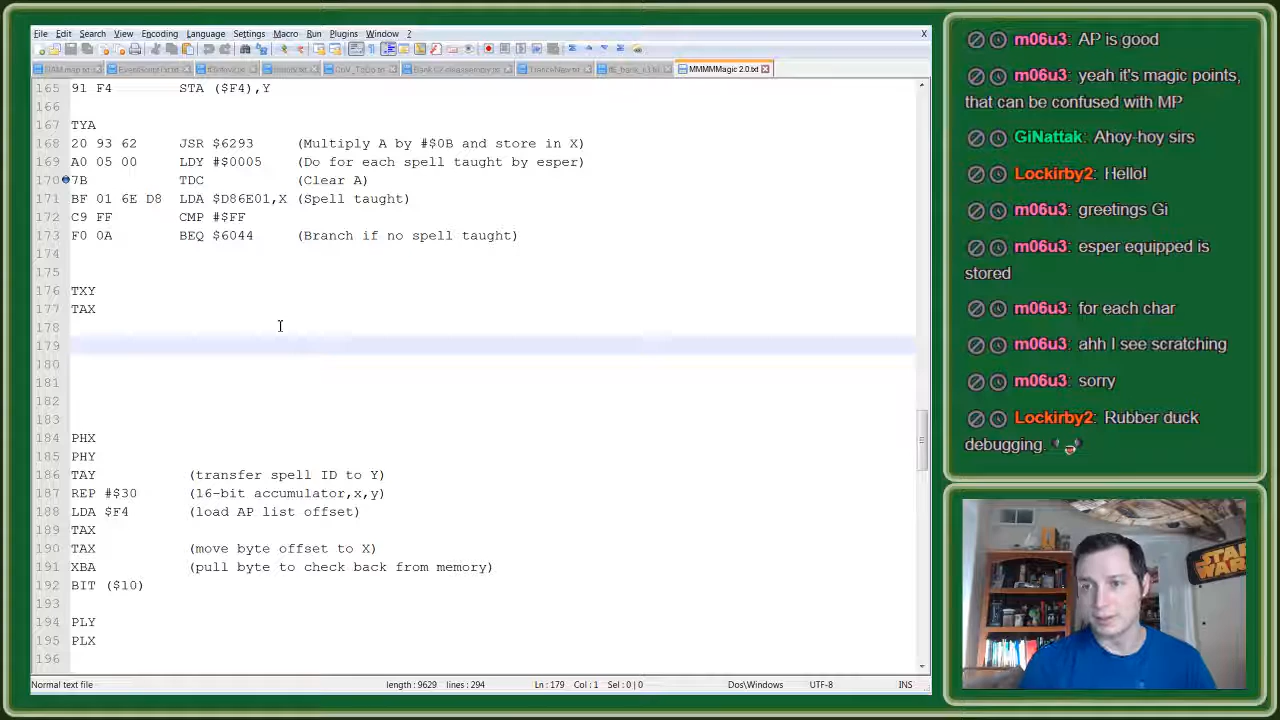 File Edit Search View Encoding Language Settings Macro Run Plugins Window ? X
MMMMMagic 2.0.txt
165 91 F4 STA ($F4),Y
166
167 TYA
168 20 93 62 JSR $6293 (Multiply A by #$0B and store in X)
169 A0 05 00 LDY #$0005 (Do for each spell taught by esper)
170 7B TDC (Clear A)
171 BF 01 6E D8 LDA $D86E01,X (Spell taught)
172 C9 FF CMP #$FF
173 F0 0A BEQ $6044 (Branch if no spell taught)
174
175
176 TXY
177 TAX
178
179
180
181
182
183
184 PHX
185 PHY
186 TAY (transfer spell ID to Y)
187 REP #$30 (16-bit accumulator,x,y)
188 LDA $F4 (load AP list offset)
189 TAX
190 TAX (move byte offset to X)
191 XBA (pull byte to check back from memory)
192 BIT ($10)
193
194 PLY
195 PLX
196
Normal text file length : 9629 lines : 294 Ln : 179 Col : 1 Sel : 0 | 0 Dos\Windows UTF-8 INS
m06u3: AP is good
m06u3: yeah it's magic points,
that can be confused with MP
GiNattak: Ahoy-hoy sirs
Lockirby2: Hello!
m06u3: greetings Gi
m06u3: esper equipped is
stored
m06u3: for each char
m06u3: ahh I see scratching
m06u3: sorry
Lockirby2: Rubber duck
debugging.
STAR
WARS